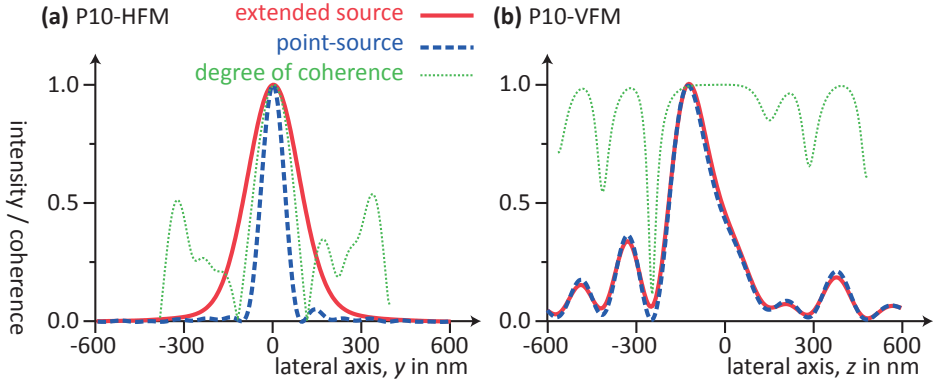 (a) P10-HFM
extended source
(b) P10-VFM
point-source
degree of coherence
intensity / coherence
1.0
0.5
0.0
-600 -300 0 300 600
lateral axis, y in nm
1.0
0.5
0.0
-600 -300 0 300 600
lateral axis, z in nm